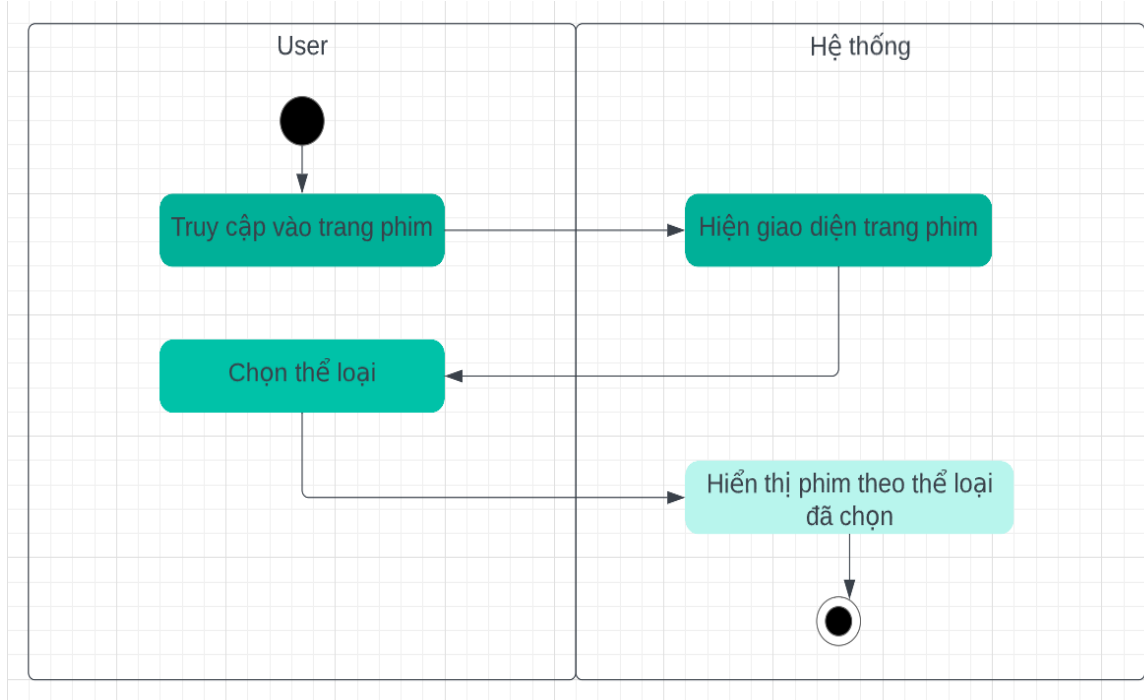 User
Hệ thống
Truy cập vào trang phim
Hiện giao diện trang phim
Chọn thể loại
Hiển thị phim theo thể loại
đã chọn